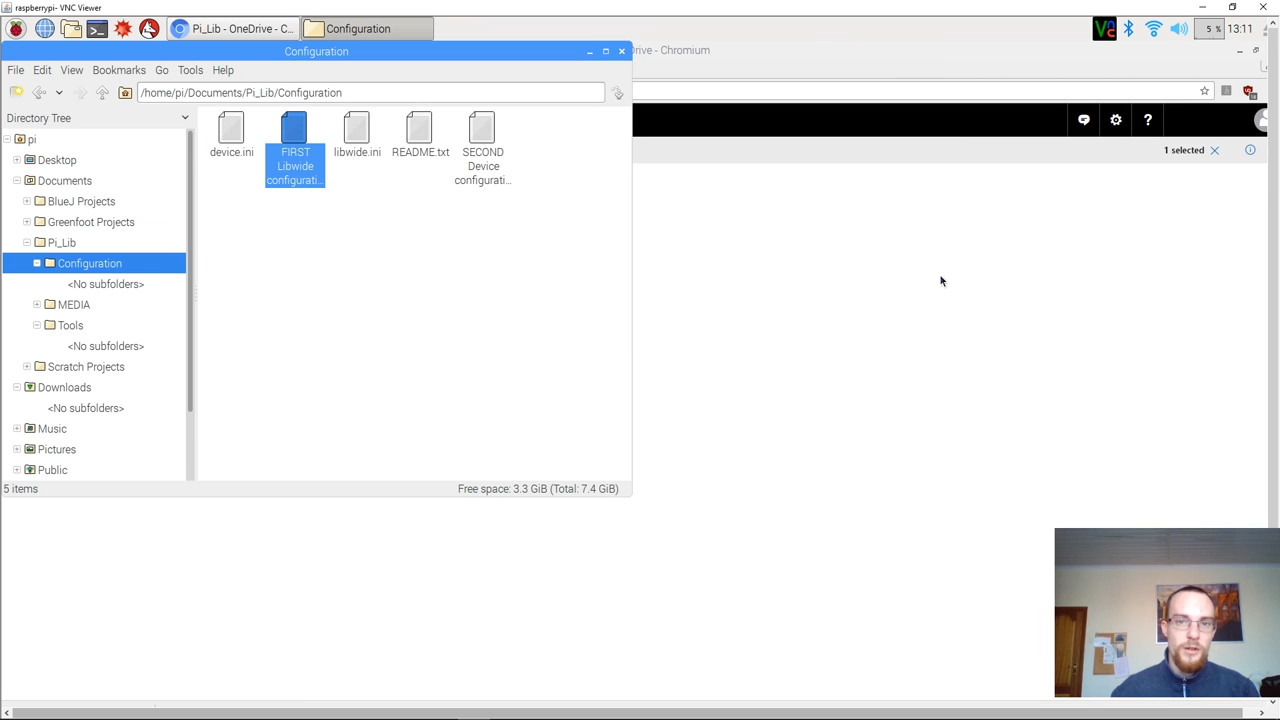 raspberrypi- VNC Viewer
Pi_Lib - OneDrive - C...
Configuration
5 %
13:11
Configuration
Drive - Chromium
File Edit View Bookmarks Go Tools Help
/home/pi/Documents/Pi_Lib/Configuration
Directory Tree
pi
Desktop
Documents
BlueJ Projects
Greenfoot Projects
Pi_Lib
Configuration
<No subfolders>
MEDIA
Tools
<No subfolders>
Scratch Projects
Downloads
<No subfolders>
Music
Pictures
Public
device.ini
FIRST
Libwide
configurati...
libwide.ini
README.txt
SECOND
Device
configurati...
1 selected
5 items
Free space: 3.3 GiB (Total: 7.4 GiB)